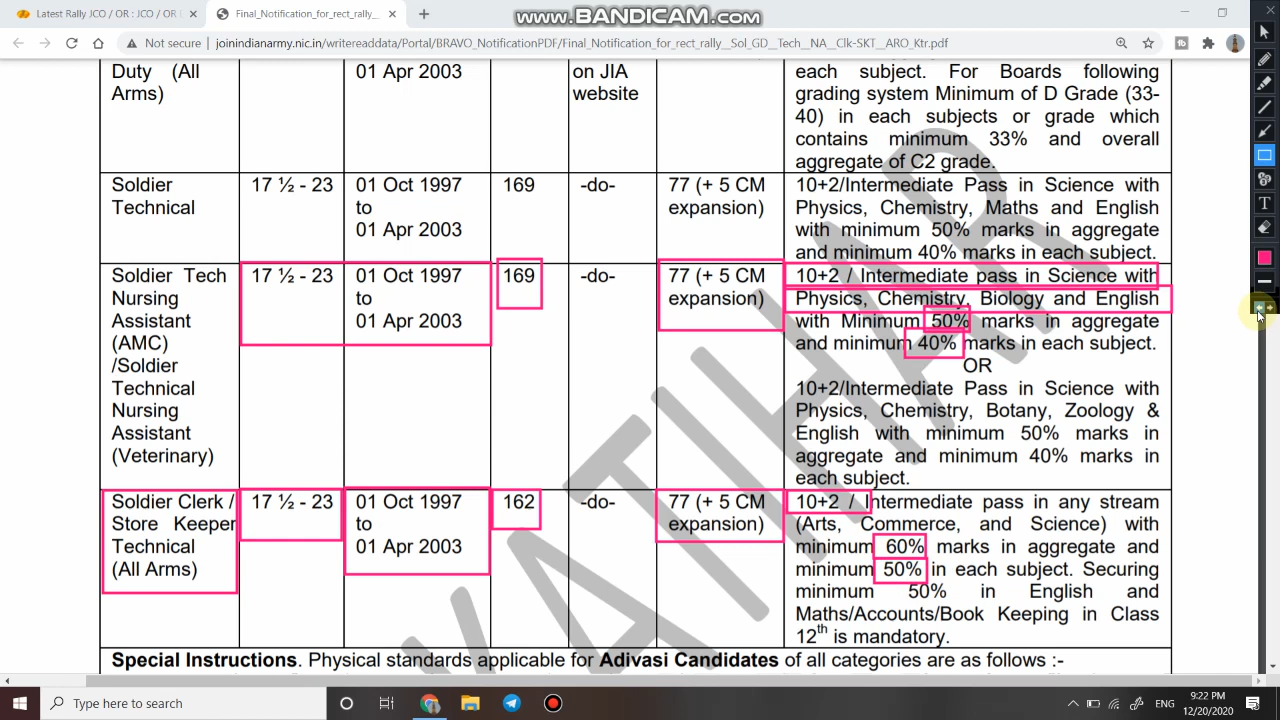 Latest Rally JCO / OR : JCO / OR E
Final_Notification_for_rect_rally_
www.BANDICAM.com
Not secure
joinindianarmy.nic.in/writereaddata/Portal/BRAVO_NotificationPDF/Final_Notification_for_rect_rally__Sol_GD__Tech__NA__Clk-SKT__ARO_Ktr.pdf
Duty (All
Arms)
01 Apr 2003
on JIA
website
each subject. For Boards following
grading system Minimum of D Grade (33-
40) in each subjects or grade which
contains minimum 33% and overall
aggregate of C2 grade.
Soldier
Technical
17 ½ - 23
01 Oct 1997
to
01 Apr 2003
169
-do-
77 (+ 5 CM
expansion)
10+2/Intermediate Pass in Science with
Physics, Chemistry, Maths and English
with minimum 50% marks in aggregate
and minimum 40% marks in each subject.
Soldier Tech
Nursing
Assistant
(AMC)
/Soldier
Technical
Nursing
Assistant
(Veterinary)
17 ½ - 23
01 Oct 1997
to
01 Apr 2003
169
-do-
77 (+ 5 CM
expansion)
10+2 / Intermediate pass in Science with
Physics, Chemistry, Biology and English
with Minimum 50% marks in aggregate
and minimum 40% marks in each subject.
OR
10+2/Intermediate Pass in Science with
Physics, Chemistry, Botany, Zoology &
English with minimum 50% marks in
aggregate and minimum 40% marks in
each subject.
Soldier Clerk /
Store Keeper
Technical
(All Arms)
17 ½ - 23
01 Oct 1997
to
01 Apr 2003
162
-do-
77 (+ 5 CM
expansion)
10+2 / Intermediate pass in any stream
(Arts, Commerce, and Science) with
minimum 60% marks in aggregate and
minimum 50% in each subject. Securing
minimum 50% in English and
Maths/Accounts/Book Keeping in Class
12th is mandatory.
KATIHAR
Special Instructions. Physical standards applicable for Adivasi Candidates of all categories are as follows :-
Type here to search
ENG
9:22 PM
12/20/2020